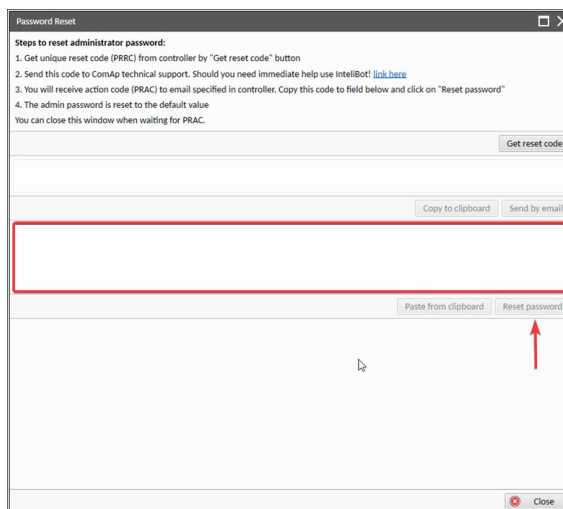 Password Reset
Steps to reset administrator password:
1. Get unique reset code (PRRC) from controller by "Get reset code" button
2. Send this code to ComAp technical support. Should you need immediate help use InteliBot! link here
3. You will receive action code (PRAC) to email specified in controller. Copy this code to field below and click on "Reset password"
4. The admin password is reset to the default value
You can close this window when waiting for PRAC.
Get reset code
Copy to clipboard Send by email
Paste from clipboard Reset password
Close